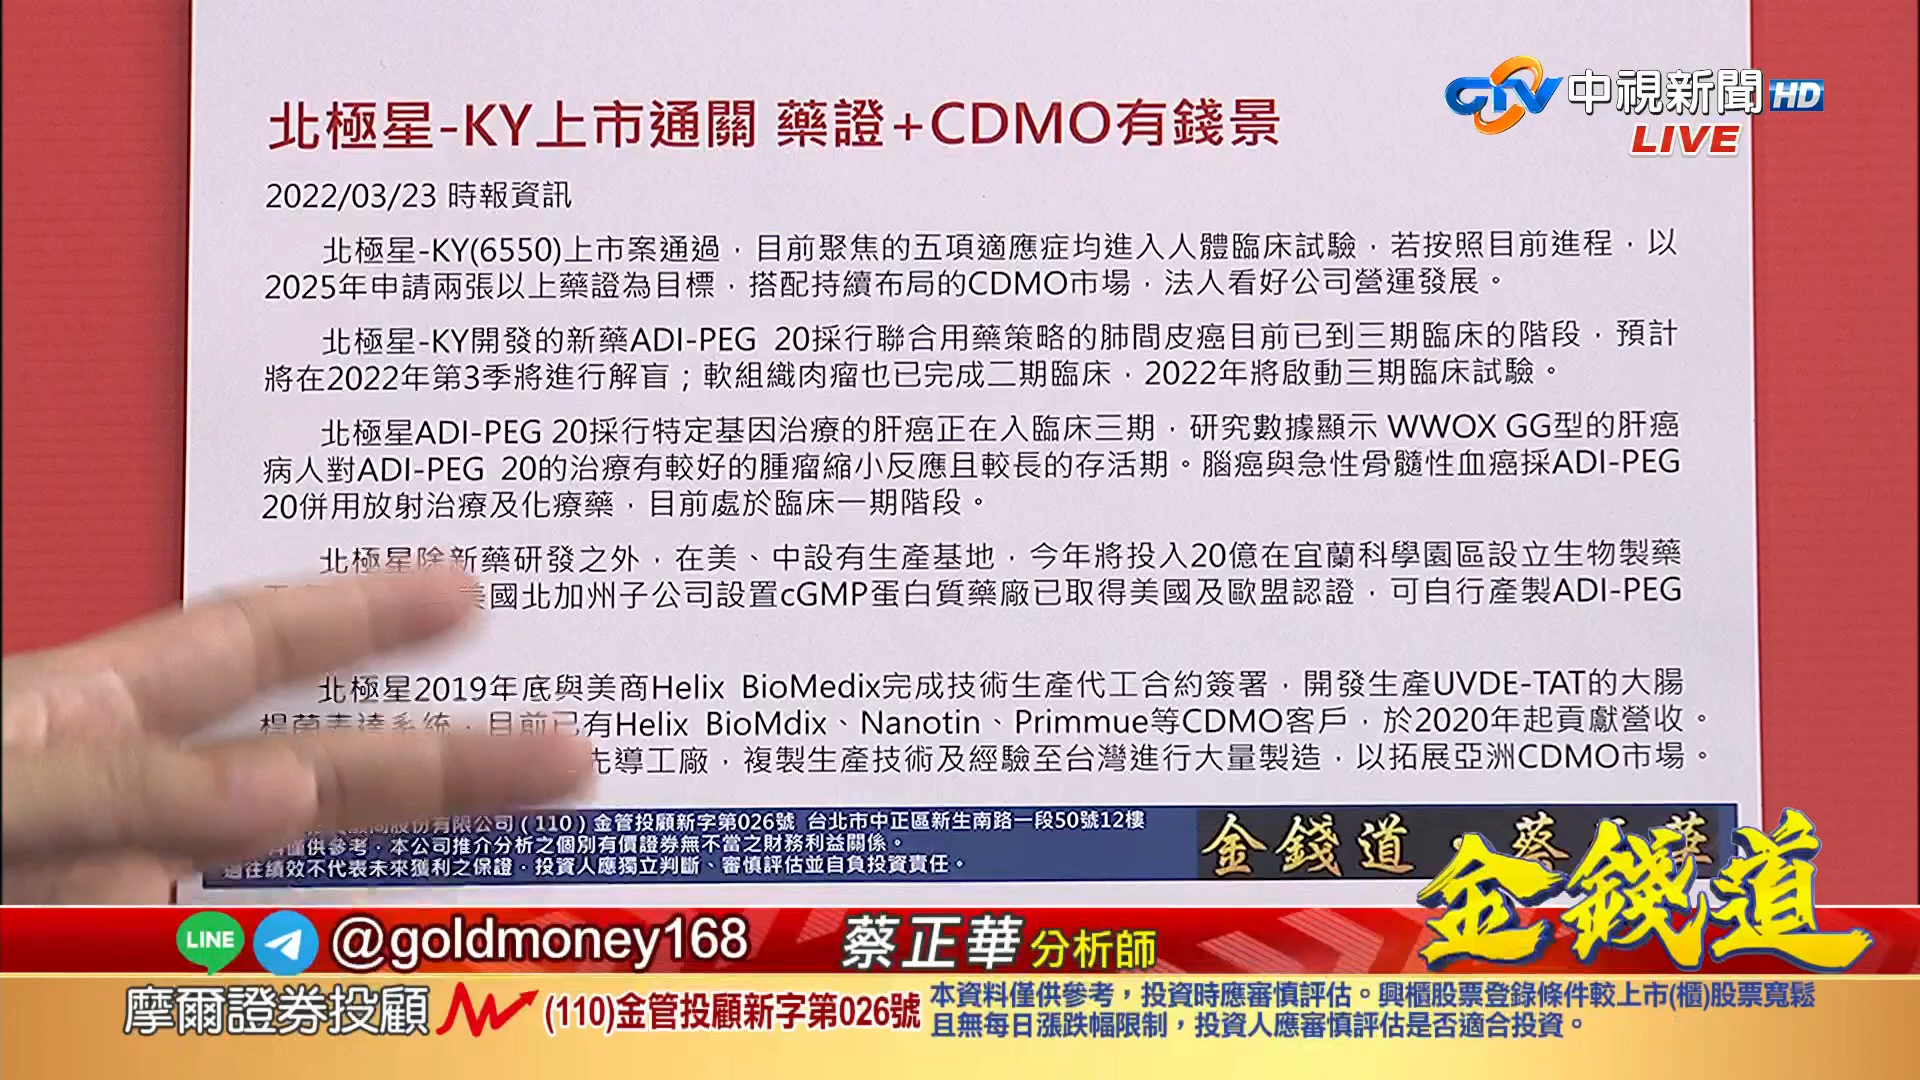 北極星-KY上市通關 藥證+CDMO有錢景
CTV 中視新聞 HD
LIVE
2022/03/23 時報資訊
北極星-KY(6550)上市案通過，目前聚焦的五項適應症均進入人體臨床試驗，若按照目前進程，以
2025年申請兩張以上藥證為目標，搭配持續布局的CDMO市場，法人看好公司營運發展。
北極星-KY開發的新藥ADI-PEG 20採行聯合用藥策略的肺間皮癌目前已到三期臨床的階段，預計
將在2022年第3季將進行解盲；軟組織肉瘤也已完成二期臨床，2022年將啟動三期臨床試驗。
北極星ADI-PEG 20採行特定基因治療的肝癌正在入臨床三期，研究數據顯示 WWOX GG型的肝癌
病人對ADI-PEG 20的治療有較好的腫瘤縮小反應且較長的存活期。腦癌與急性骨髓性血癌採ADI-PEG
20併用放射治療及化療藥，目前處於臨床一期階段。
北極星除新藥研發之外，在美、中設有生產基地，今年將投入20億在宜蘭科學園區設立生物製藥
美國北加州子公司設置cGMP蛋白質藥廠已取得美國及歐盟認證，可自行產製ADI-PEG
北極星2019年底與美商Helix BioMedix完成技術生產代工合約簽署，開發生產UVDE-TAT的大腸
桿菌表達系統，目前已有Helix BioMdix、Nanotin、Primmue等CDMO客戶，於2020年起貢獻營收。
先導工廠，複製生產技術及經驗至台灣進行大量製造，以拓展亞洲CDMO市場。
股份有限公司（110）金管投顧新字第026號 台北市中正區新生南路一段50號12樓
僅供參考，本公司推介分析之個別有價證券無不當之財務利益關係。
過往績效不代表未來獲利之保證，投資人應獨立判斷、審慎評估並自負投資責任。
金錢道 蔡 華
金錢道
LINE @goldmoney168 蔡正華 分析師
摩爾證券投顧 (110)金管投顧新字第026號
本資料僅供參考，投資時應審慎評估。興櫃股票登錄條件較上市(櫃)股票寬鬆
且無每日漲跌幅限制，投資人應審慎評估是否適合投資。